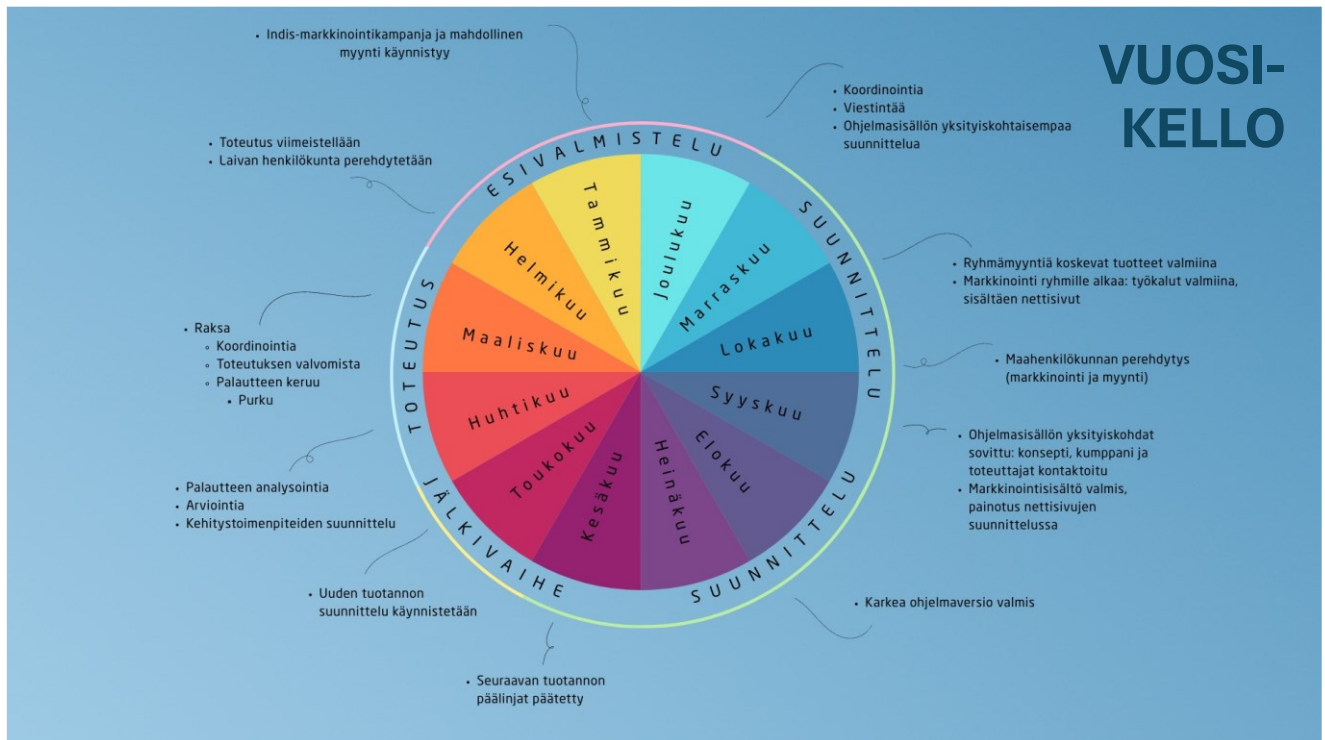 VUOSI-
KELLO
• Indis-markkinointikampanja ja mahdollinen
myynti käynnistyy
• Koordinointia
• Viestintää
• Ohjelmasisällön yksityiskohtaisempaa
suunnittelua
• Toteutus viimeistellään
• Laivan henkilökunta perehdytetään
• Ryhmämyyntiä koskevat tuotteet valmiina
• Markkinointi ryhmille alkaa: työkalut valmiina,
sisältäen nettisivut
• Raksa
◦ Koordinointia
◦ Toteutuksen valvomista
◦ Palautteen keruu
• Purku
• Maahenkilökunnan perehdytys
(markkinointi ja myynti)
• Ohjelmasisällön yksityiskohdat
sovittu: konsepti, kumppani ja
toteuttajat kontaktoitu
• Markkinointisisältö valmis,
painotus nettisivujen
suunnittelussa
• Palautteen analysointia
• Arviointia
• Kehitystoimenpiteiden suunnittelu
• Uuden tuotannon
suunnittelu käynnistetään
• Karkea ohjelmaversio valmis
• Seuraavan tuotannon
päälinjat päätetty
ESIVALMISTELU
SUUNNITTELU
SUUNNITTELU
JÄLKIVAIHE
TOTEUTUS
Tammikuu
Joulukuu
Marraskuu
Lokakuu
Syyskuu
Elokuu
Heinäkuu
Kesäkuu
Toukokuu
Huhtikuu
Maaliskuu
Helmikuu